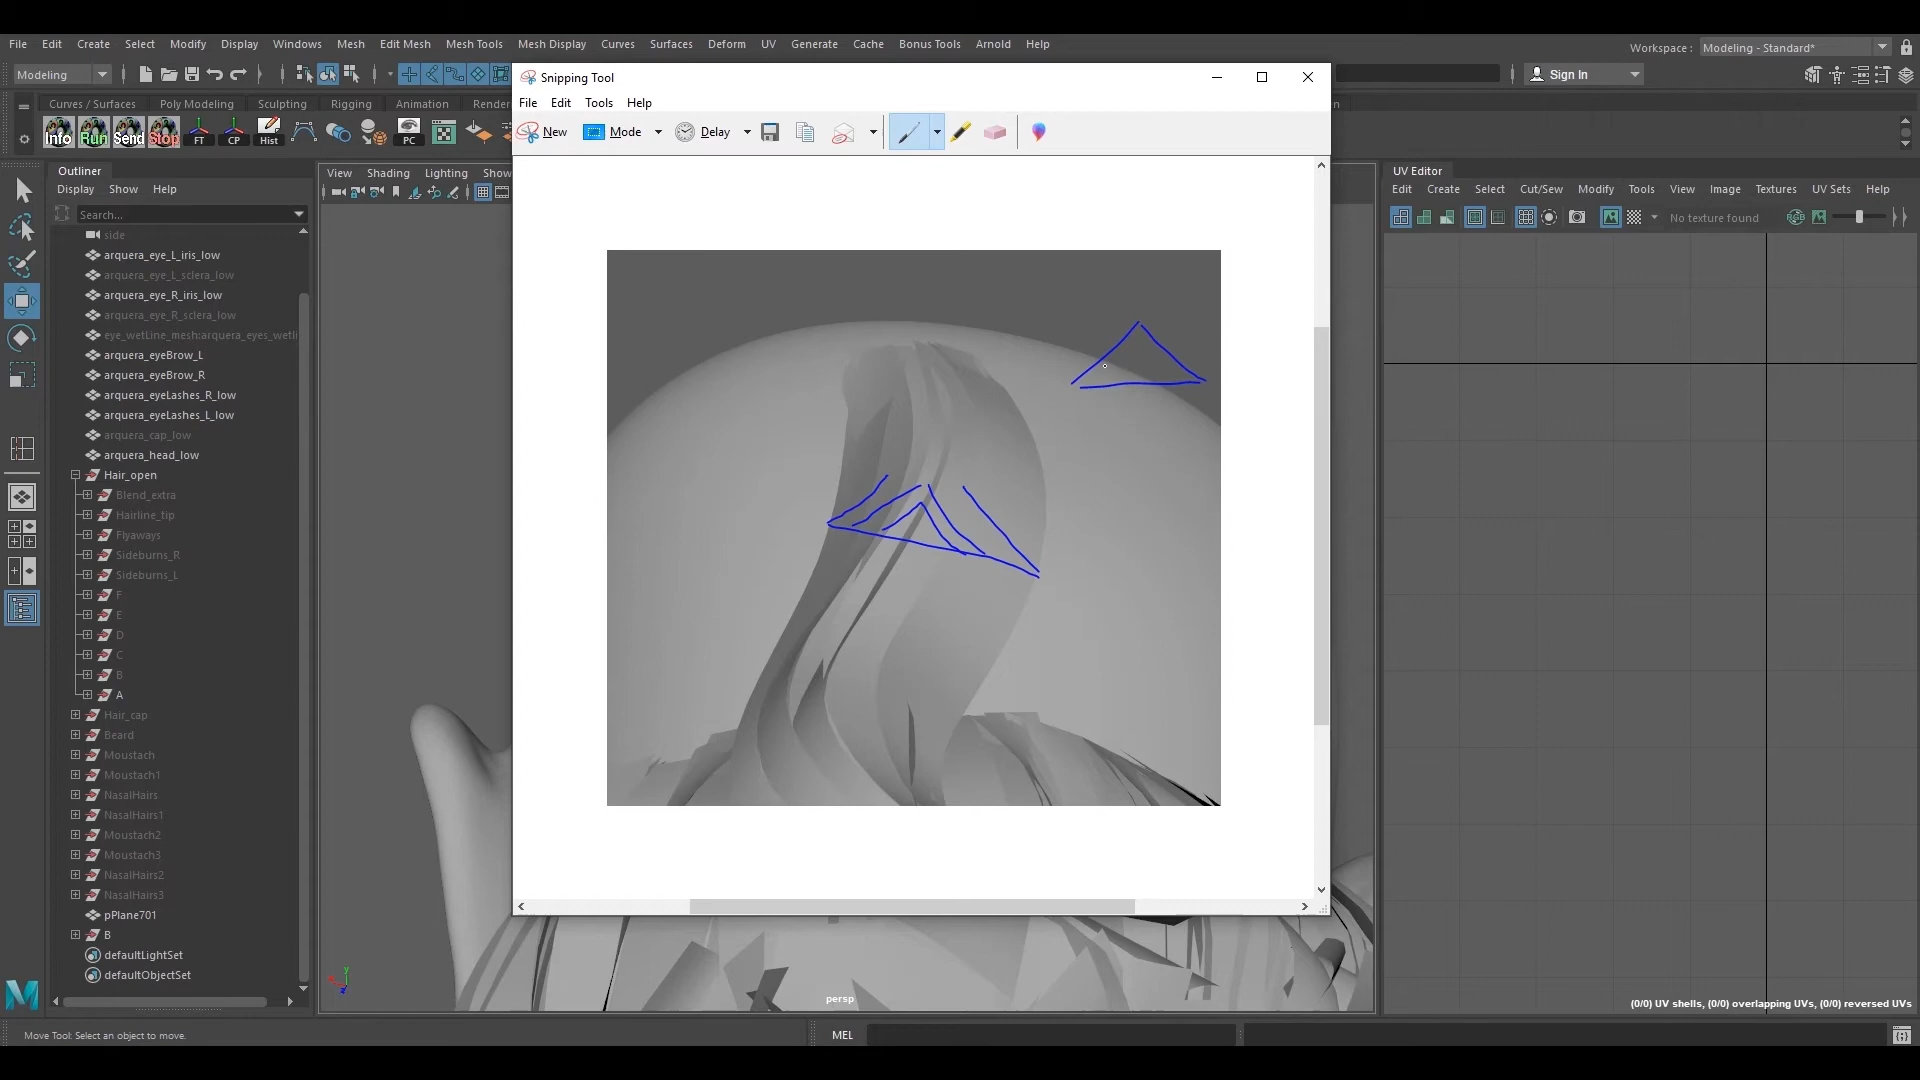 File Edit Create Select Modify Display Windows Mesh Edit Mesh Mesh Tools Mesh Display Curves Surfaces Deform UV Generate Cache Bonus Tools Arnold Help
Workspace : Modeling - Standard*
Modeling
Sign In
Snipping Tool
File Edit Tools Help
New Mode Delay
Curves / Surfaces Poly Modeling Sculpting Rigging Animation
Info Run Send Stop FT CP Hist PC
Outliner
Display Show Help
Search...
side
arquera_eye_L_iris_low
arquera_eye_L_sclera_low
arquera_eye_R_iris_low
arquera_eye_R_sclera_low
eye_wetLine_mesh:arquera_eyes_wetli
arquera_eyeBrow_L
arquera_eyeBrow_R
arquera_eyeLashes_R_low
arquera_eyeLashes_L_low
arquera_cap_low
arquera_head_low
Hair_open
Blend_extra
Hairline_tip
Flyaways
Sideburns_R
Sideburns_L
F
E
D
C
B
A
Hair_cap
Beard
Moustach
Moustach1
NasalHairs
NasalHairs1
Moustach2
Moustach3
NasalHairs2
NasalHairs3
pPlane701
B
defaultLightSet
defaultObjectSet
View Shading Lighting Show
persp
UV Editor
Edit Create Select Cut/Sew Modify Tools View Image Textures UV Sets Help
No texture found
RGB
(0/0) UV shells, (0/0) overlapping UVs, (0/0) reversed UVs
Move Tool: Select an object to move.
MEL